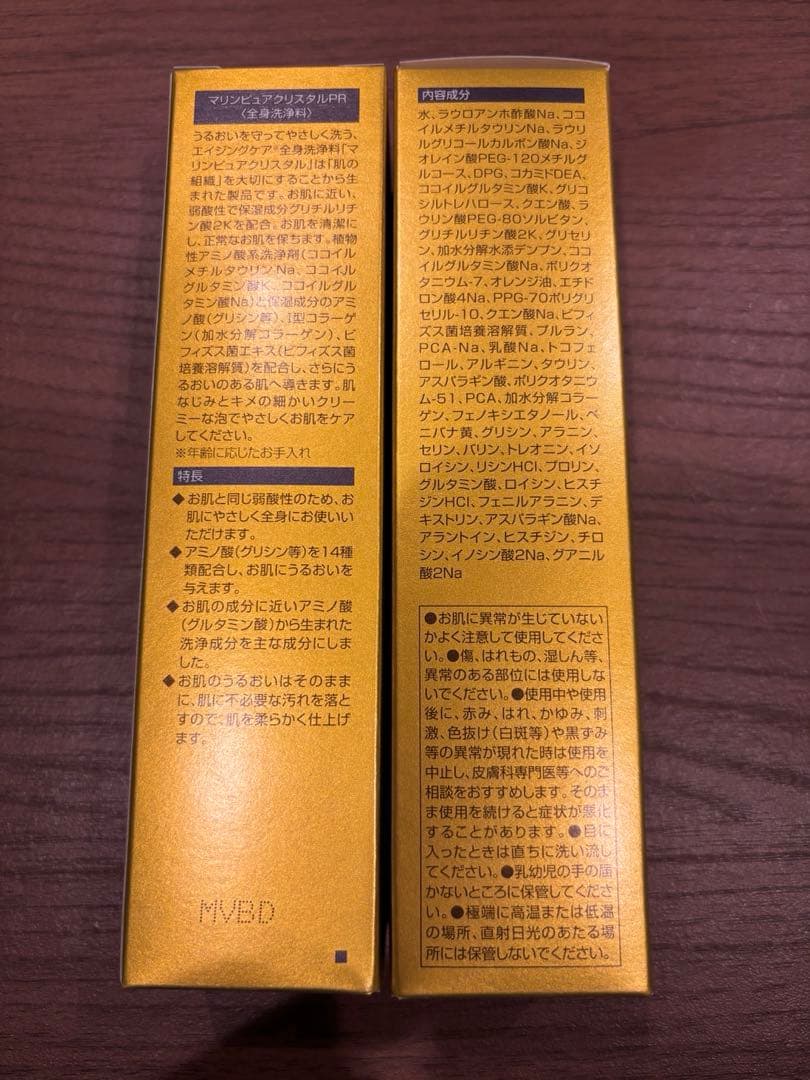 マリンピュアクリスタルPR
〈全身洗浄料〉
うるおいを守ってやさしく洗う、
エイジングケア※全身洗浄料「マ
リンピュアクリスタル」は「肌の
組織」を大切にすることから生ま
れた製品です。お肌に近い、
弱酸性で保湿成分グリチルリチ
ン酸2Kを配合。お肌を清潔に
し、正常なお肌を保ちます。植物
性アミノ酸系洗浄剤(ココイル
メチルタウリンNa、ココイル
グルタミン酸K、ココイルグル
タミン酸Na)と保湿成分のアミ
ノ酸(グリシン等)、I型コラーゲ
ン(加水分解コラーゲン)、ビ
フィズス菌エキス(ビフィズス菌
培養溶解質)を配合し、さらにう
るおいのある肌へ導きます。肌
なじみとキメの細かいクリー
ミーな泡でやさしくお肌をケア
してください。
※年齢に応じたお手入れ
特長
◆お肌と同じ弱酸性のため、お
肌にやさしく全身にお使いい
ただけます。
◆アミノ酸(グリシン等)を14種
類配合し、お肌にうるおいを
与えます。
◆お肌の成分に近いアミノ酸
(グルタミン酸)から生まれた
洗浄成分を主な成分にしまし
た。
◆お肌のうるおいはそのまま
に、肌に不必要な汚れを落と
すので、肌を柔らかく仕上げ
ます。
MVBD
内容成分
水、ラウロアンホ酢酸Na、ココ
イルメチルタウリンNa、ラウリ
ルグリコールカルボン酸Na、ジ
オレイン酸PEG-120メチルグ
ルコース、DPG、コカミドDEA、
ココイルグルタミン酸K、グリコ
シルトレハロース、クエン酸、ラ
ウリン酸PEG-80ソルビタン、
グリチルリチン酸2K、グリセリ
ン、加水分解水添デンプン、ココ
イルグルタミン酸Na、ポリクオ
タニウム-7、オレンジ油、エチド
ロン酸4Na、PPG-70ポリグリ
セリル-10、クエン酸Na、ビフィ
ズス菌培養溶解質、プルラン、
PCA-Na、乳酸Na、トコフェ
ロール、アルギニン、タウリン、
アスパラギン酸、ポリクオタニウ
ム-51、PCA、加水分解コラー
ゲン、フェノキシエタノール、ベ
ニバナ黄、グリシン、アラニン、
セリン、バリン、トレオニン、イソ
ロイシン、リシンHCl、プロリン、
グルタミン酸、ロイシン、ヒスチ
ジンHCl、フェニルアラニン、デ
キストリン、アスパラギン酸Na、
アラントイン、ヒスチジン、チロ
シン、イノシン酸2Na、グアニル
酸2Na
●お肌に異常が生じていない
かよく注意して使用してくださ
い。●傷、はれもの、湿しん等、
異常のある部位には使用しな
いでください。●使用中や使用
後に、赤み、はれ、かゆみ、刺
激、色抜け(白斑等)や黒ずみ
等の異常が現れた時は使用を
中止し、皮膚科専門医等へのご
相談をおすすめします。そのま
ま使用を続けると症状が悪化
することがあります。●目に
入ったときは直ちに洗い流し
てください。●乳幼児の手の届
かないところに保管してくださ
い。●極端に高温または低温
の場所、直射日光のあたる場
所には保管しないでください。